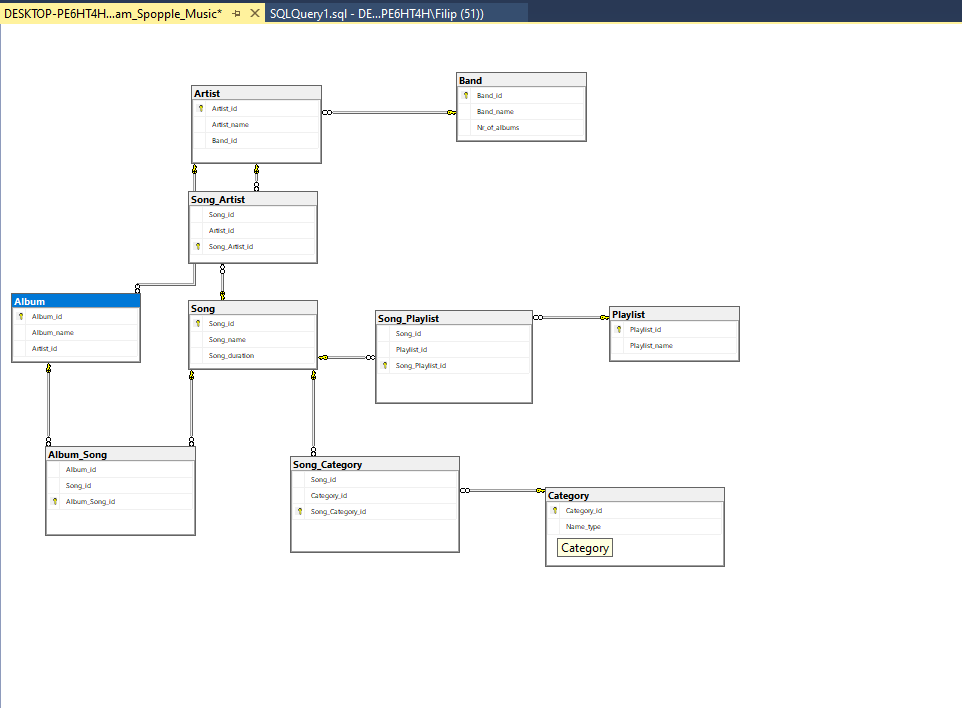 DESKTOP-PE6HT4H...am_Spopple_Music*
SQLQuery1.sql - DE...PE6HT4H\Filip (51))
Artist
Artist_id
Artist_name
Band_id
Band
Band_id
Band_name
Nr_of_albums
Song_Artist
Song_id
Artist_id
Song_Artist_id
Album
Album_id
Album_name
Artist_id
Song
Song_id
Song_name
Song_duration
Song_Playlist
Song_id
Playlist_id
Song_Playlist_id
Playlist
Playlist_id
Playlist_name
Album_Song
Album_id
Song_id
Album_Song_id
Song_Category
Song_id
Category_id
Song_Category_id
Category
Category_id
Name_type
Category